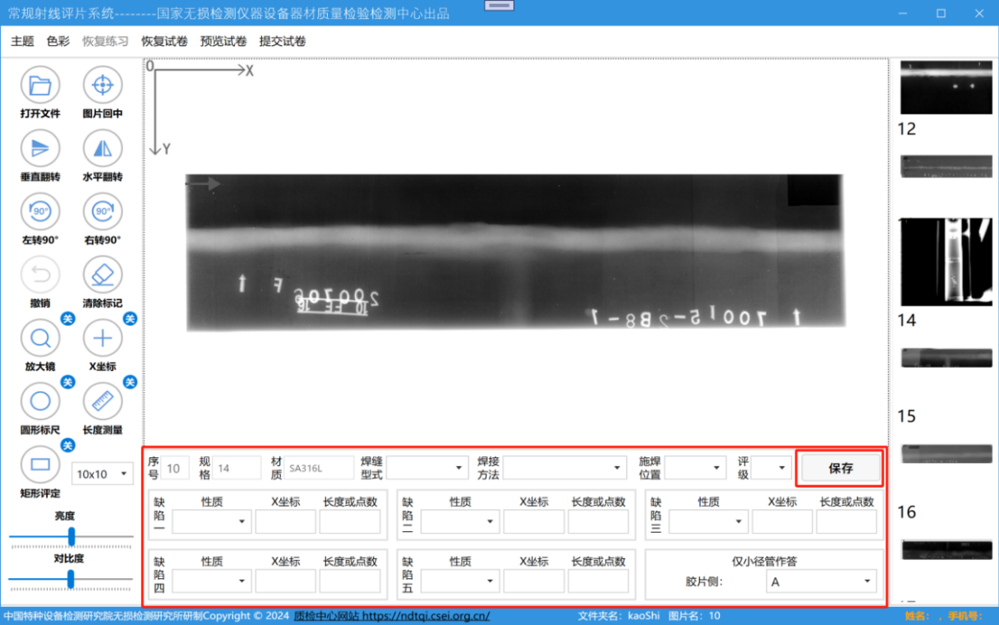 常规射线评片系统--------国家无损检测仪器设备器材质量检验检测中心出品
主题 色彩 恢复练习 恢复试卷 预览试卷 提交试卷
打开文件 图片回中
垂直翻转 水平翻转
90° 90°
左转90° 右转90°
撤销 清除标记
关 关
放大镜 X坐标
关 关
圆形标尺 长度测量
关
矩形评定 10x10
亮度
对比度
0 X
Y
1 F 200706
10 FE 16
1 70015-2B8-1
序号 10 规格 14 材质 SA316L 焊缝型式 焊接方法 施焊位置 评级 保存
缺陷一 性质 X坐标 长度或点数
缺陷二 性质 X坐标 长度或点数
缺陷三 性质 X坐标 长度或点数
缺陷四 性质 X坐标 长度或点数
缺陷五 性质 X坐标 长度或点数
仅小径管作答
胶片侧: A
12
14
15
16
中国特种设备检测研究院无损检测研究所研制Copyright © 2024 质检中心网站 https://ndtqi.csei.org.cn/ 文件夹名: kaoShi 图片名: 10 姓名: , 手机号: